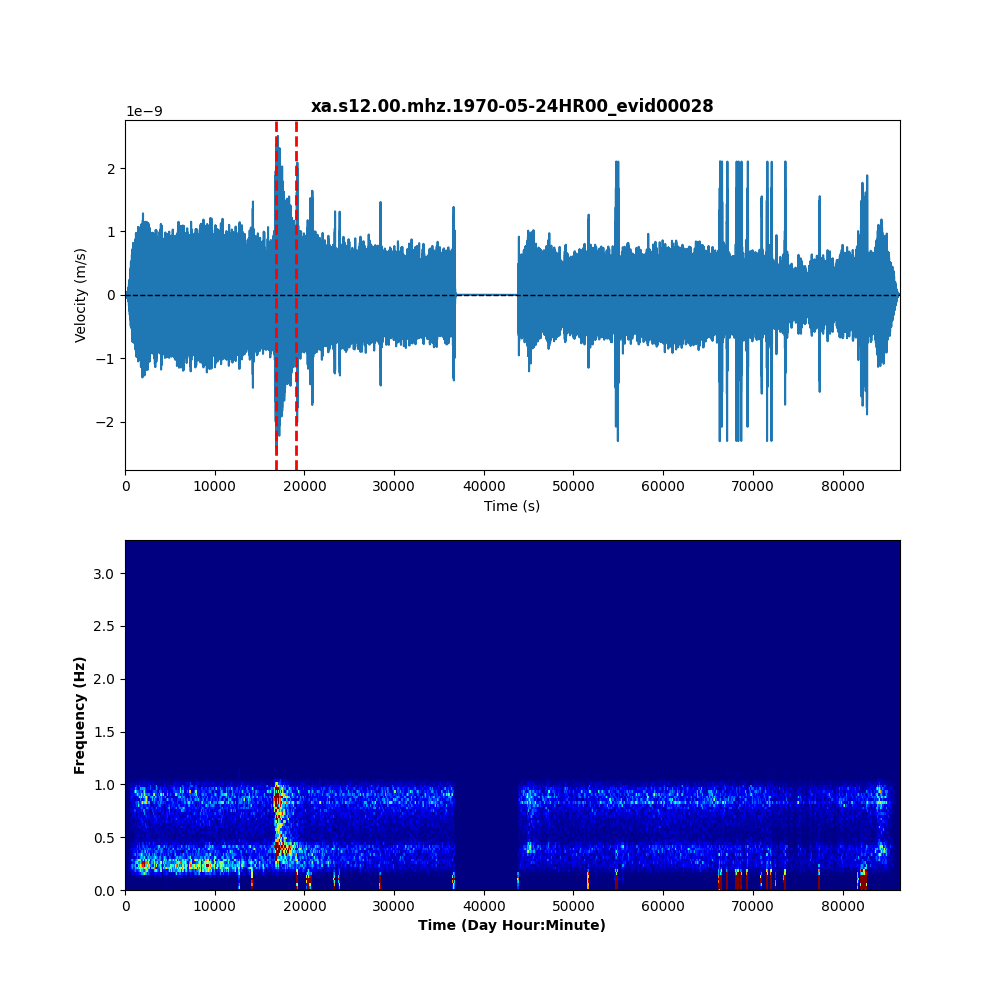 xa.s12.00.mhz.1970-05-24HR00_evid00028
1e−9
2
1
0
−1
−2
Velocity (m/s)
0 10000 20000 30000 40000 50000 60000 70000 80000
Time (s)
3.0
2.5
2.0
1.5
1.0
0.5
0.0
Frequency (Hz)
0 10000 20000 30000 40000 50000 60000 70000 80000
Time (Day Hour:Minute)